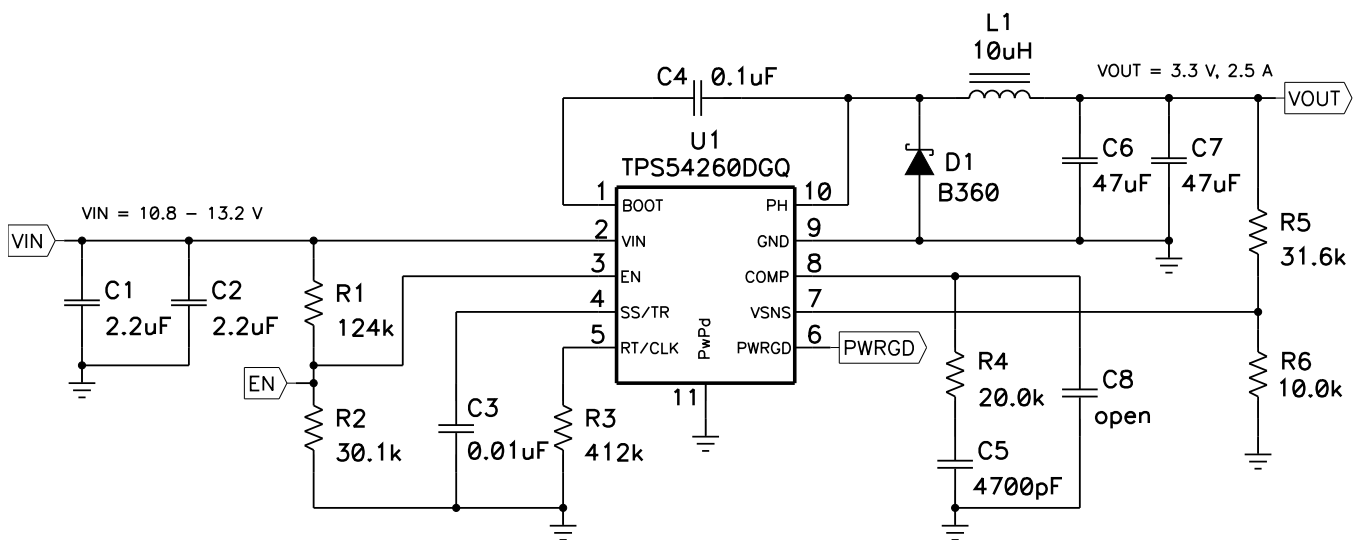 L1
10uH
VOUT = 3.3 V, 2.5 A
C4 0.1uF
VOUT
U1
TPS54260DGQ
C6
47uF
C7
47uF
D1
B360
1
BOOT
PH
10
VIN = 10.8 – 13.2 V
VIN
2
VIN
GND
9
R5
31.6k
3
EN
COMP
8
C1
2.2uF
C2
2.2uF
R1
124k
4
SS/TR
VSNS
7
5
RT/CLK
PwPd
PWRGD
6
PWRGD
EN
11
R4
20.0k
C8
open
R6
10.0k
R2
30.1k
C3
0.01uF
R3
412k
C5
4700pF